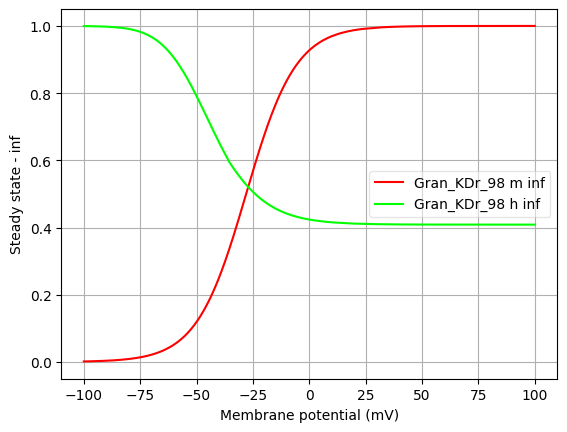 1.0
0.8
0.6
0.4
0.2
0.0
Steady state - inf
Gran_KDr_98 m inf
Gran_KDr_98 h inf
−100 −75 −50 −25 0 25 50 75 100
Membrane potential (mV)